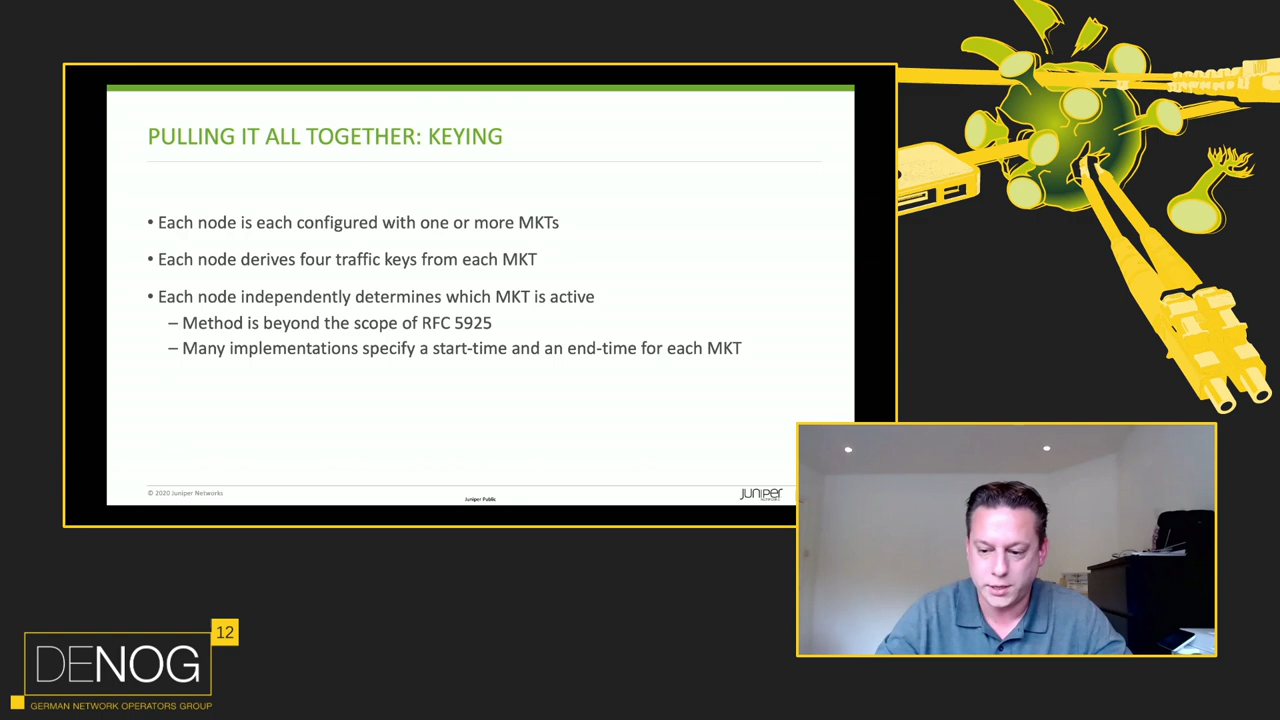 PULLING IT ALL TOGETHER: KEYING
• Each node is each configured with one or more MKTs
• Each node derives four traffic keys from each MKT
• Each node independently determines which MKT is active
– Method is beyond the scope of RFC 5925
– Many implementations specify a start-time and an end-time for each MKT
© 2020 Juniper Networks
Juniper Public
JUNIPER
NETWORKS
12
DENOG
GERMAN NETWORK OPERATORS GROUP